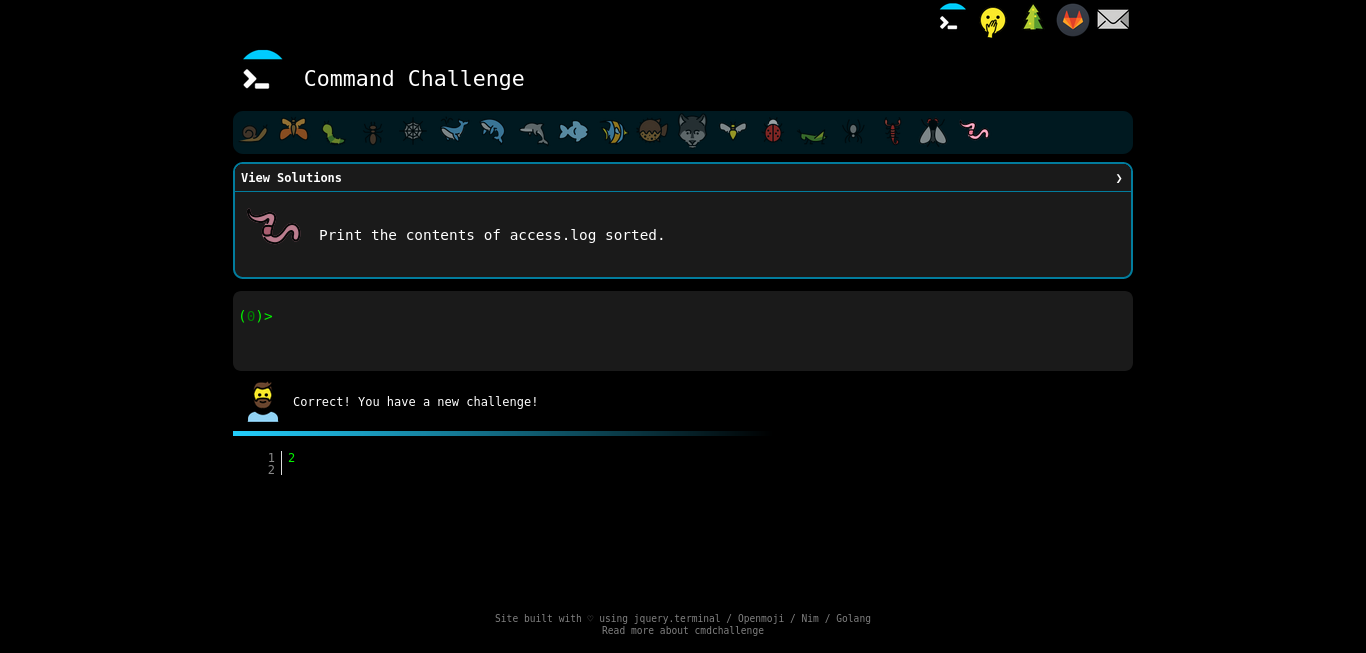 Command Challenge
View Solutions ❯
Print the contents of access.log sorted.
(0)>
Correct! You have a new challenge!
1 2
2
Site built with ♡ using jquery.terminal / Openmoji / Nim / Golang
Read more about cmdchallenge